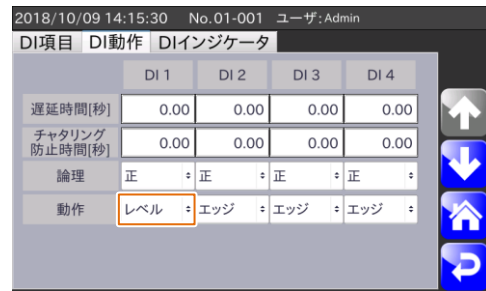 2018/10/09 14:15:30 No.01-001 ユーザ:Admin
DI項目 DI動作 DIインジケータ
DI 1 DI 2 DI 3 DI 4
遅延時間[秒] 0.00 0.00 0.00 0.00
チャタリング
防止時間[秒] 0.00 0.00 0.00 0.00
論理 正 正 正 正
動作 レベル エッジ エッジ エッジ